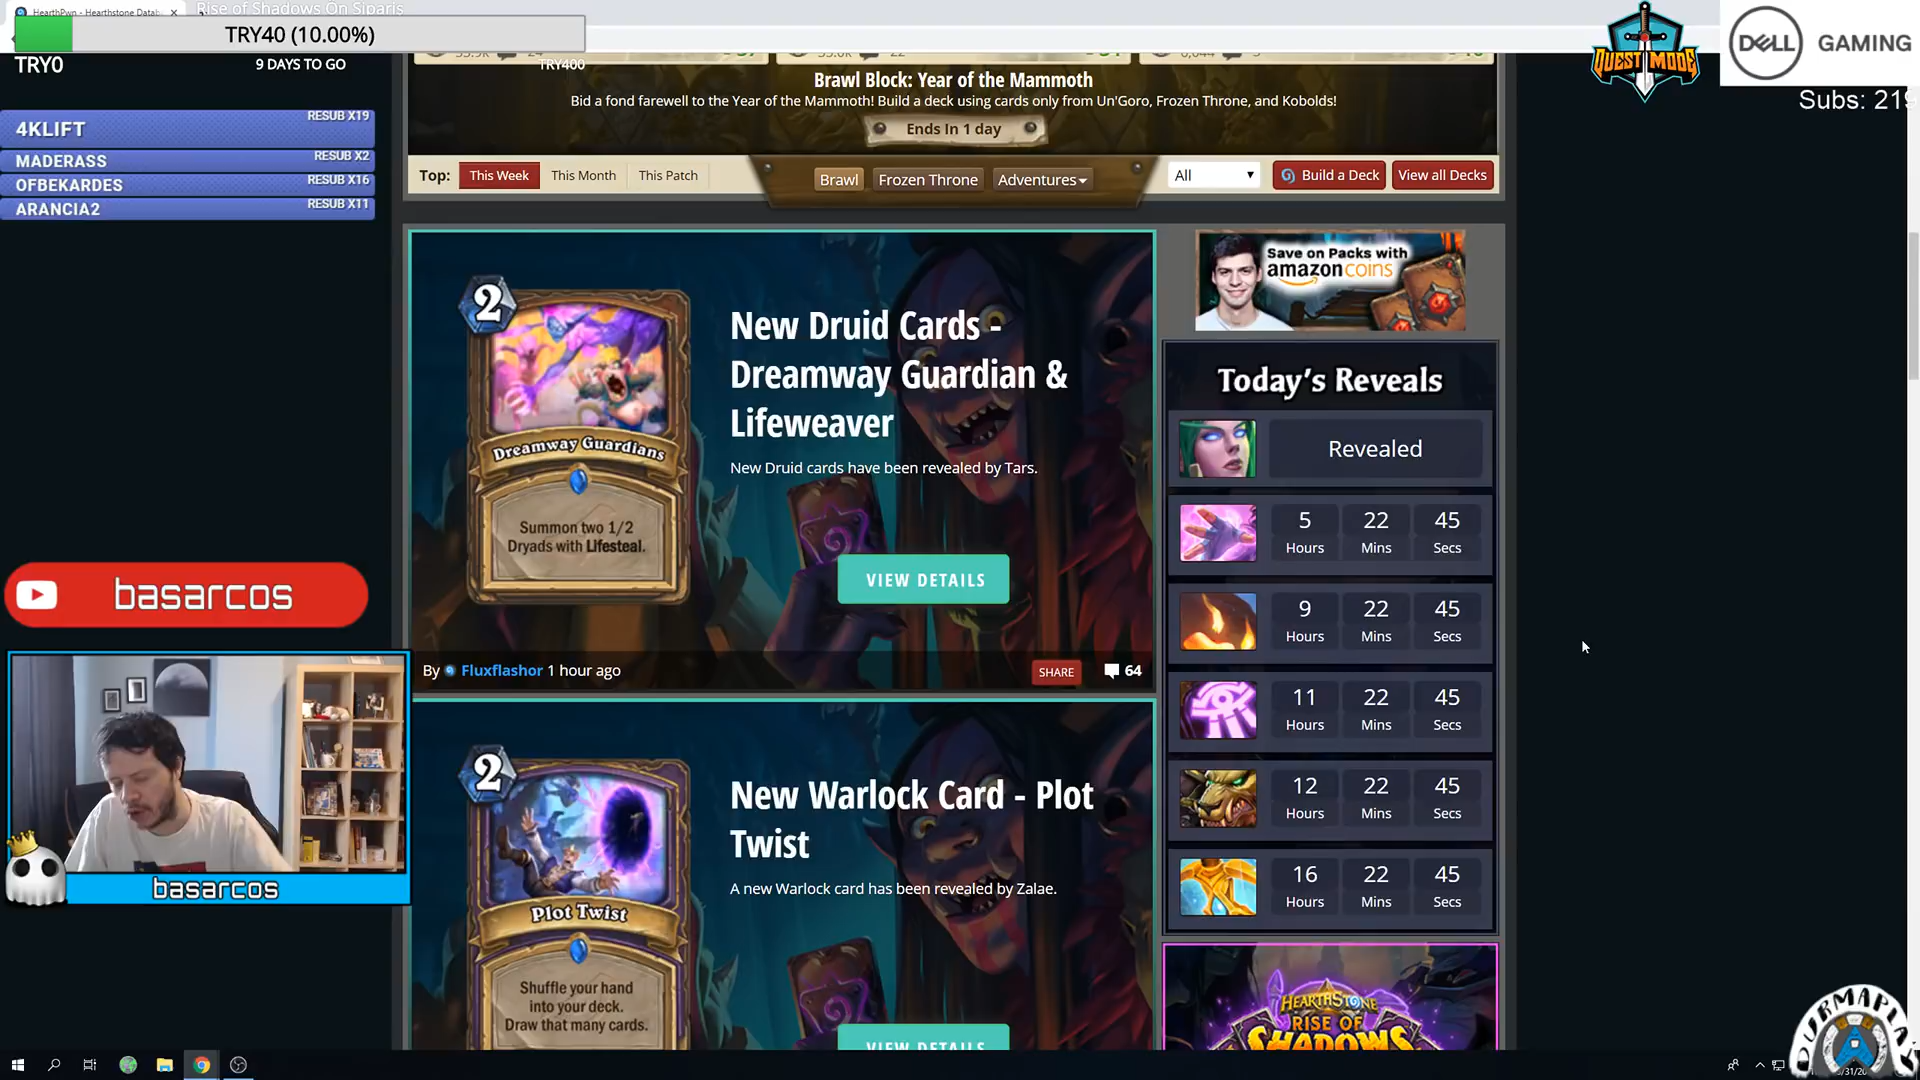 HearthPwn - Hearthstone Datab
Rise of Shadows On Siparis
TRY40 (10.00%)
TRY0
9 DAYS TO GO
TRY400
4KLIFT RESUB X19
MADERASS RESUB X2
OFBEKARDES RESUB X16
ARANCIA2 RESUB X11
QUEST MODE
DELL GAMING
Subs: 219
Brawl Block: Year of the Mammoth
Bid a fond farewell to the Year of the Mammoth! Build a deck using cards only from Un'Goro, Frozen Throne, and Kobolds!
Ends In 1 day
Top: This Week This Month This Patch
Brawl Frozen Throne Adventures
All Build a Deck View all Decks
2
Dreamway Guardians
Summon two 1/2
Dryads with Lifesteal.
New Druid Cards -
Dreamway Guardian &
Lifeweaver
New Druid cards have been revealed by Tars.
VIEW DETAILS
By Fluxflashor 1 hour ago
SHARE 64
2
Plot Twist
Shuffle your hand
into your deck.
Draw that many cards.
New Warlock Card - Plot
Twist
A new Warlock card has been revealed by Zalae.
VIEW DETAILS
Save on Packs with
amazon coins
Today's Reveals
Revealed
5 22 45
Hours Mins Secs
9 22 45
Hours Mins Secs
11 22 45
Hours Mins Secs
12 22 45
Hours Mins Secs
16 22 45
Hours Mins Secs
HEARTHSTONE
RISE OF
SHADOWS
basarcos
basarcos
DURMAPLAY